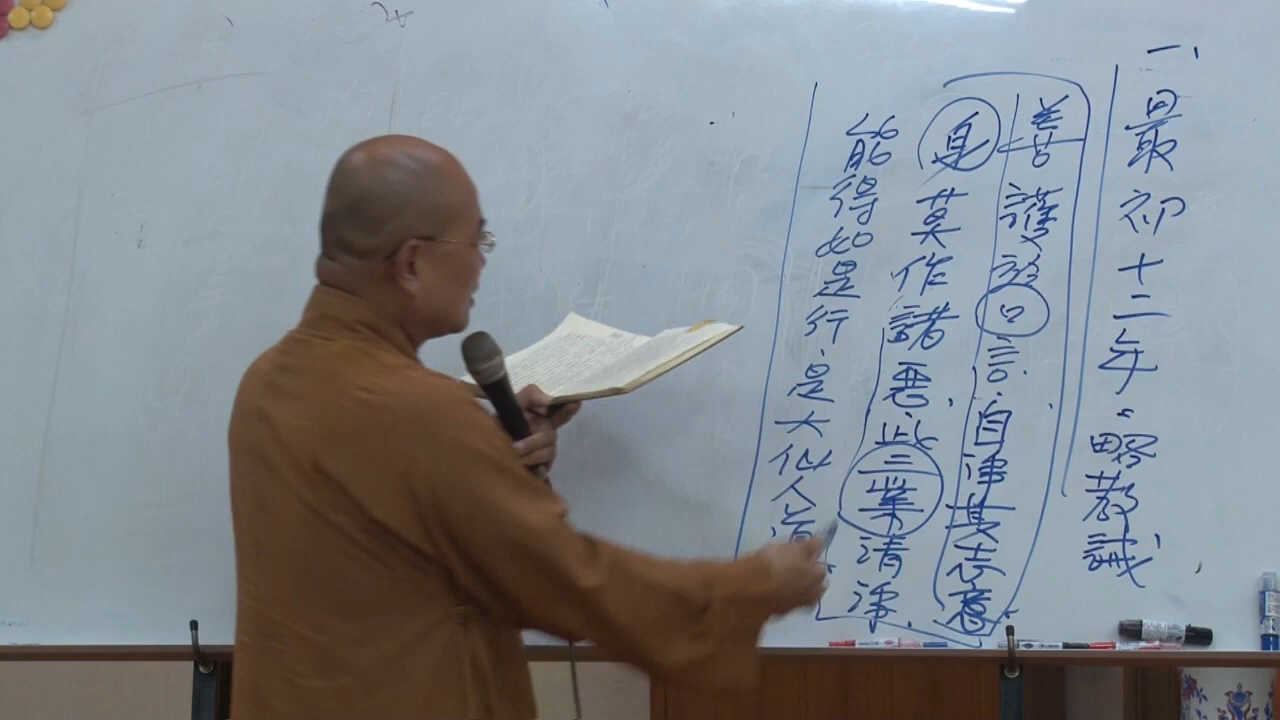 一、
最初十二年。略教誡、
善護於口言、自淨其志意、
身莫作諸惡、此三業清淨、
能得如是行、是大仙人道